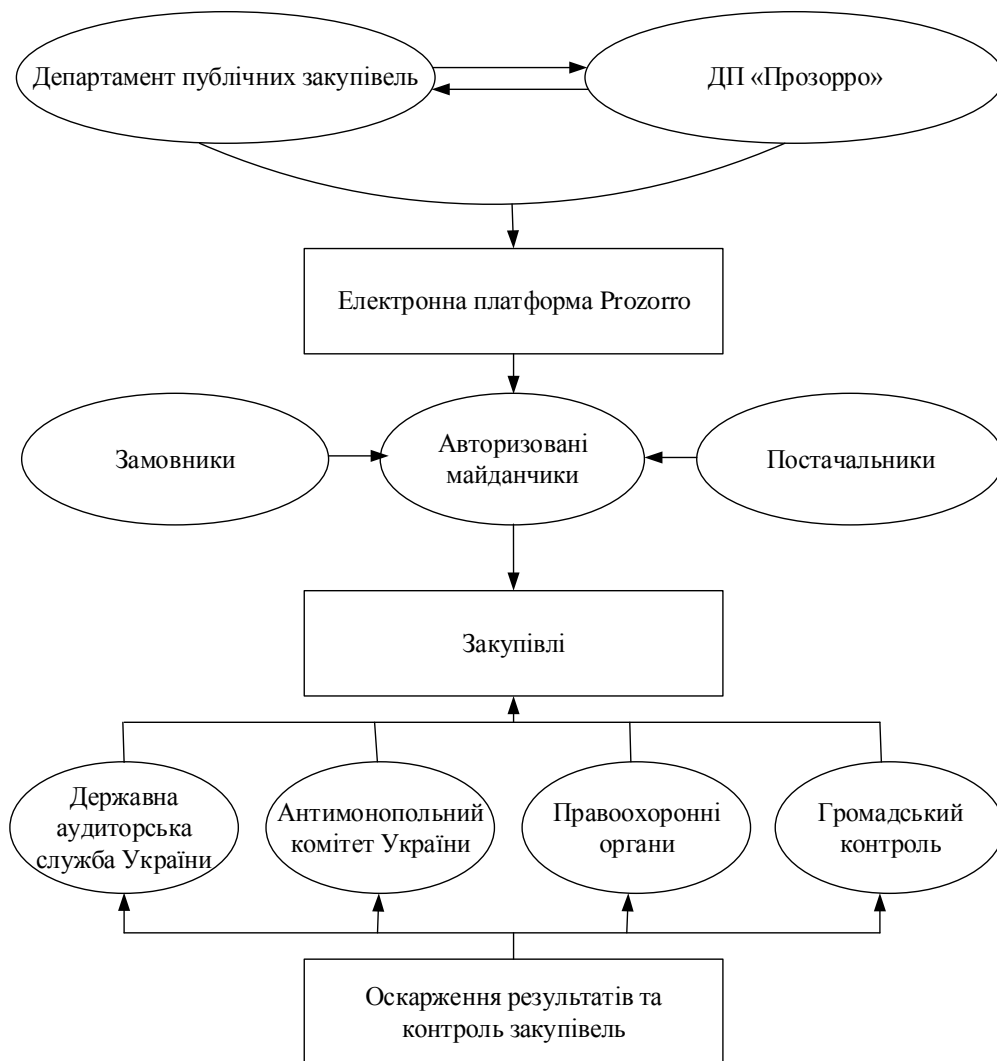 Департамент публічних закупівель
ДП «Прозорро»
Електронна платформа Prozorro
Замовники
Авторизовані
майданчики
Постачальники
Закупівлі
Державна
аудиторська
служба України
Антимонопольний
комітет України
Правоохоронні
органи
Громадський
контроль
Оскарження результатів та
контроль закупівель